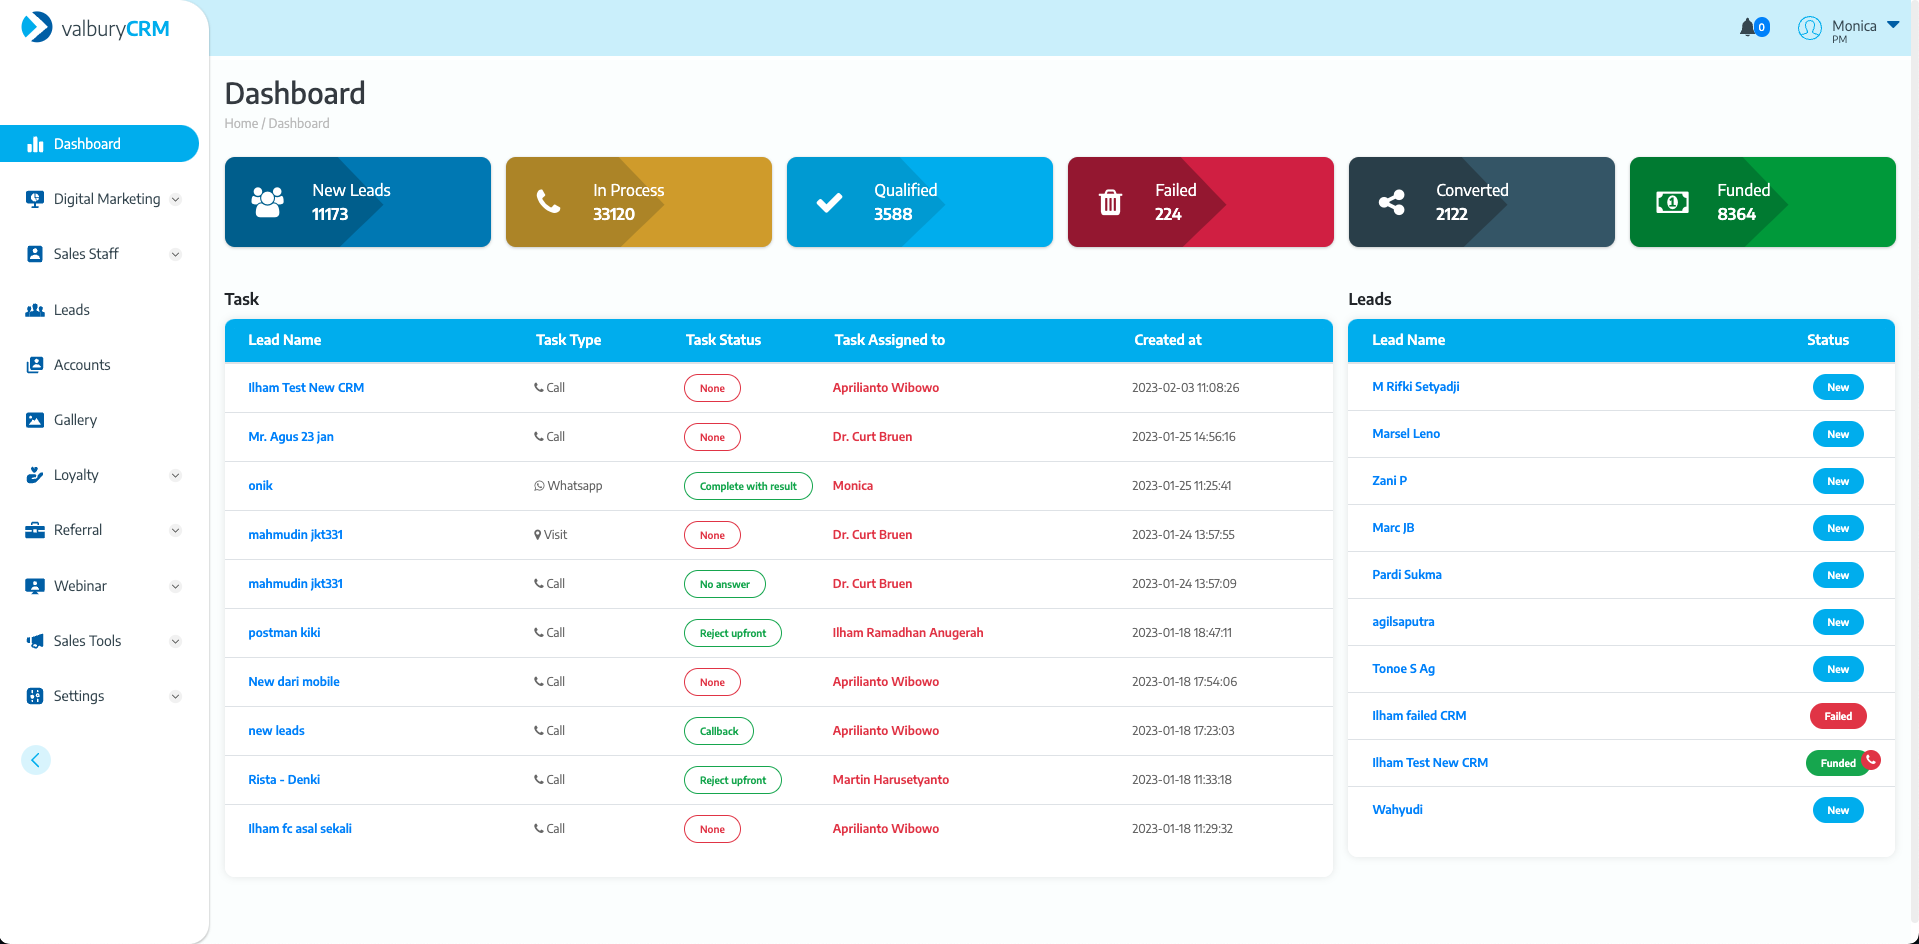 valburyCRM
0
Monica
PM
Dashboard
Digital Marketing
Sales Staff
Leads
Accounts
Gallery
Loyalty
Referral
Webinar
Sales Tools
Settings
Dashboard
Home / Dashboard
New Leads
11173
In Process
33120
Qualified
3588
Failed
224
Converted
2122
1
Funded
8364
Task
Lead Name Task Type Task Status Task Assigned to Created at
Ilham Test New CRM Call None Aprilianto Wibowo 2023-02-03 11:08:26
Mr. Agus 23 jan Call None Dr. Curt Bruen 2023-01-25 14:56:16
onik Whatsapp Complete with result Monica 2023-01-25 11:25:41
mahmudin jkt331 Visit None Dr. Curt Bruen 2023-01-24 13:57:55
mahmudin jkt331 Call No answer Dr. Curt Bruen 2023-01-24 13:57:09
postman kiki Call Reject upfront Ilham Ramadhan Anugerah 2023-01-18 18:47:11
New dari mobile Call None Aprilianto Wibowo 2023-01-18 17:54:06
new leads Call Callback Aprilianto Wibowo 2023-01-18 17:23:03
Rista - Denki Call Reject upfront Martin Harusetyanto 2023-01-18 11:33:18
Ilham fc asal sekali Call None Aprilianto Wibowo 2023-01-18 11:29:32
Leads
Lead Name Status
M Rifki Setyadji New
Marsel Leno New
Zani P New
Marc JB New
Pardi Sukma New
agilsaputra New
Tonoe S Ag New
Ilham failed CRM Failed
Ilham Test New CRM Funded
Wahyudi New